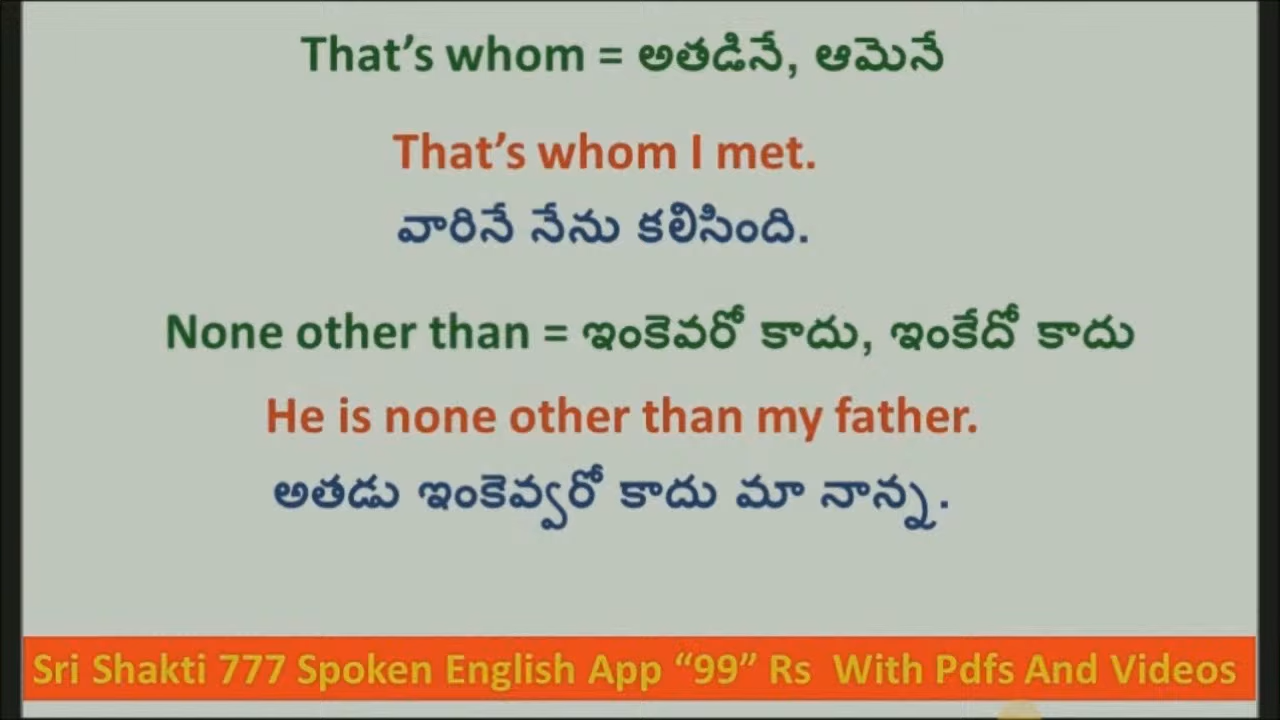 That’s whom = అతడినే, ఆమెనే
That’s whom I met.
వారినే నేను కలిసింది.
None other than = ఇంకెవరో కాదు, ఇంకేదో కాదు
He is none other than my father.
అతడు ఇంకెవ్వరో కాదు మా నాన్న.
Sri Shakti 777 Spoken English App “99” Rs With Pdfs And Videos